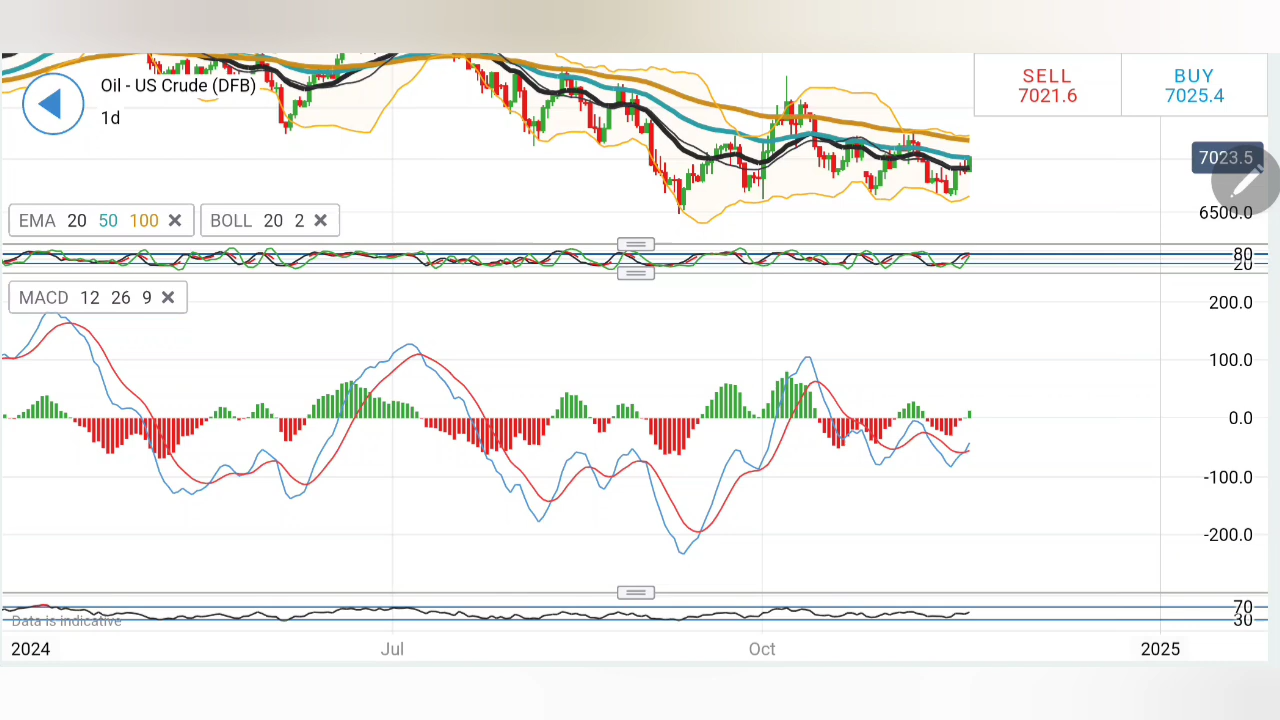 Oil - US Crude (DFB)
1d
SELL
7021.6
BUY
7025.4
7023.5
6500.0
EMA 20 50 100
BOLL 20 2
80
20
MACD 12 26 9
200.0
100.0
0.0
-100.0
-200.0
70
30
Data is indicative
2024 Jul Oct 2025